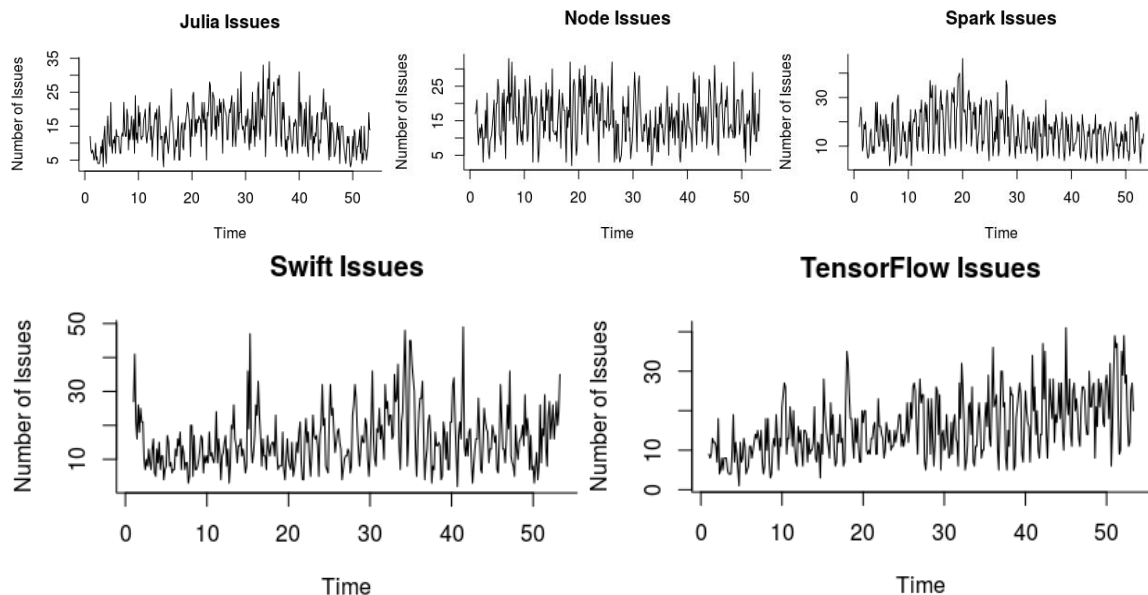 Julia Issues
Number of Issues
35
25
15
5
0 10 20 30 40 50
Time
Node Issues
Number of Issues
25
15
5
0 10 20 30 40 50
Time
Spark Issues
Number of Issues
30
10
0 10 20 30 40 50
Time
Swift Issues
Number of Issues
50
30
10
0 10 20 30 40 50
Time
TensorFlow Issues
Number of Issues
30
10
0
0 10 20 30 40 50
Time